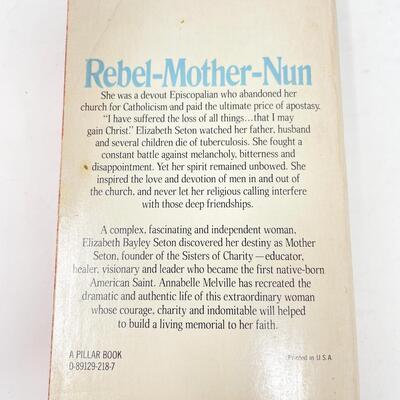 Rebel-Mother-Nun
She was a devout Episcopalian who abandoned her
church for Catholicism and paid the ultimate price of apostasy.
“I have suffered the loss of all things...that I may
gain Christ.” Elizabeth Seton watched her father, husband
and several children die of tuberculosis. She fought a
constant battle against melancholy, bitterness and
disappointment. Yet her spirit remained unbowed. She
inspired the love and devotion of men in and out of
the church, and never let her religious calling interfere
with those deep friendships.
A complex, fascinating and independent woman,
Elizabeth Bayley Seton discovered her destiny as Mother
Seton, founder of the Sisters of Charity—educator,
healer, visionary and leader who became the first native-born
American Saint. Annabelle Melville has recreated the
dramatic and authentic life of this extraordinary woman
whose courage, charity and indomitable will helped
to build a living memorial to her faith.
A PILLAR BOOK
0-89129-218-7
Printed in U.S.A.